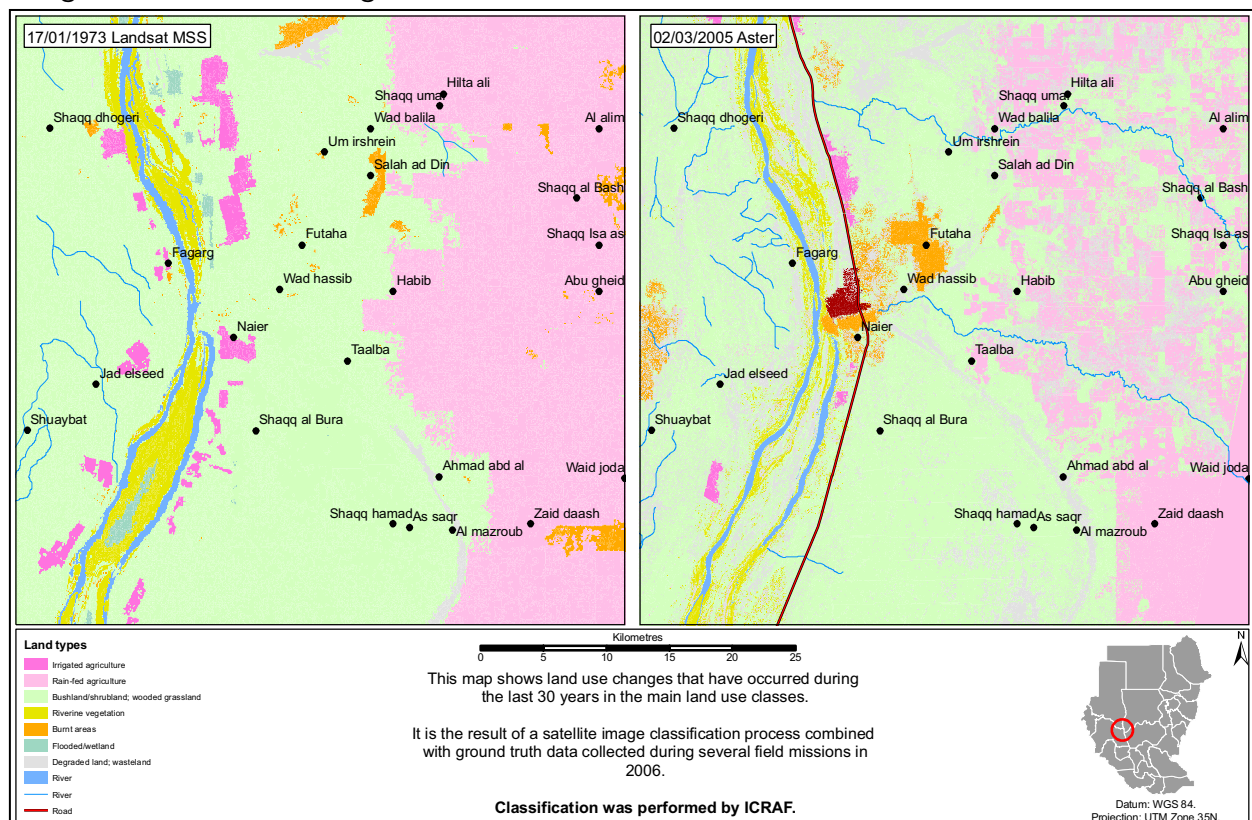 17/01/1973 Landsat MSS
Hilta ali
Shaqq umar
Shaqq dhogeri
Wad balila
Al alim
Um irshrein
Salah ad Din
Shaqq al Bash
Futaha
Shaqq Isa as
Fagarg
Wad hassib
Habib
Abu gheid
Naier
Taalba
Jad elseed
Shuaybat
Shaqq al Bura
Ahmad abd al
Waid joda
Shaqq hamad
As saqr
Zaid daash
Al mazroub
02/03/2005 Aster
Hilta ali
Shaqq umar
Shaqq dhogeri
Wad balila
Al alim
Um irshrein
Salah ad Din
Shaqq al Bash
Futaha
Shaqq Isa as
Fagarg
Wad hassib
Habib
Abu gheid
Naier
Taalba
Jad elseed
Shuaybat
Shaqq al Bura
Ahmad abd al
Waid joda
Shaqq hamad
As saqr
Zaid daash
Al mazroub
Land types
Irrigated agriculture
Rain-fed agriculture
Bushland/shrubland; wooded grassland
Riverine vegetation
Burnt areas
Flooded/wetland
Degraded land; wasteland
River
River
Road
Kilometres
0 5 10 15 20 25
This map shows land use changes that have occurred during
the last 30 years in the main land use classes.
It is the result of a satellite image classification process combined
with ground truth data collected during several field missions in
2006.
Classification was performed by ICRAF.
N
Datum: WGS 84.
Projection: UTM Zone 35N